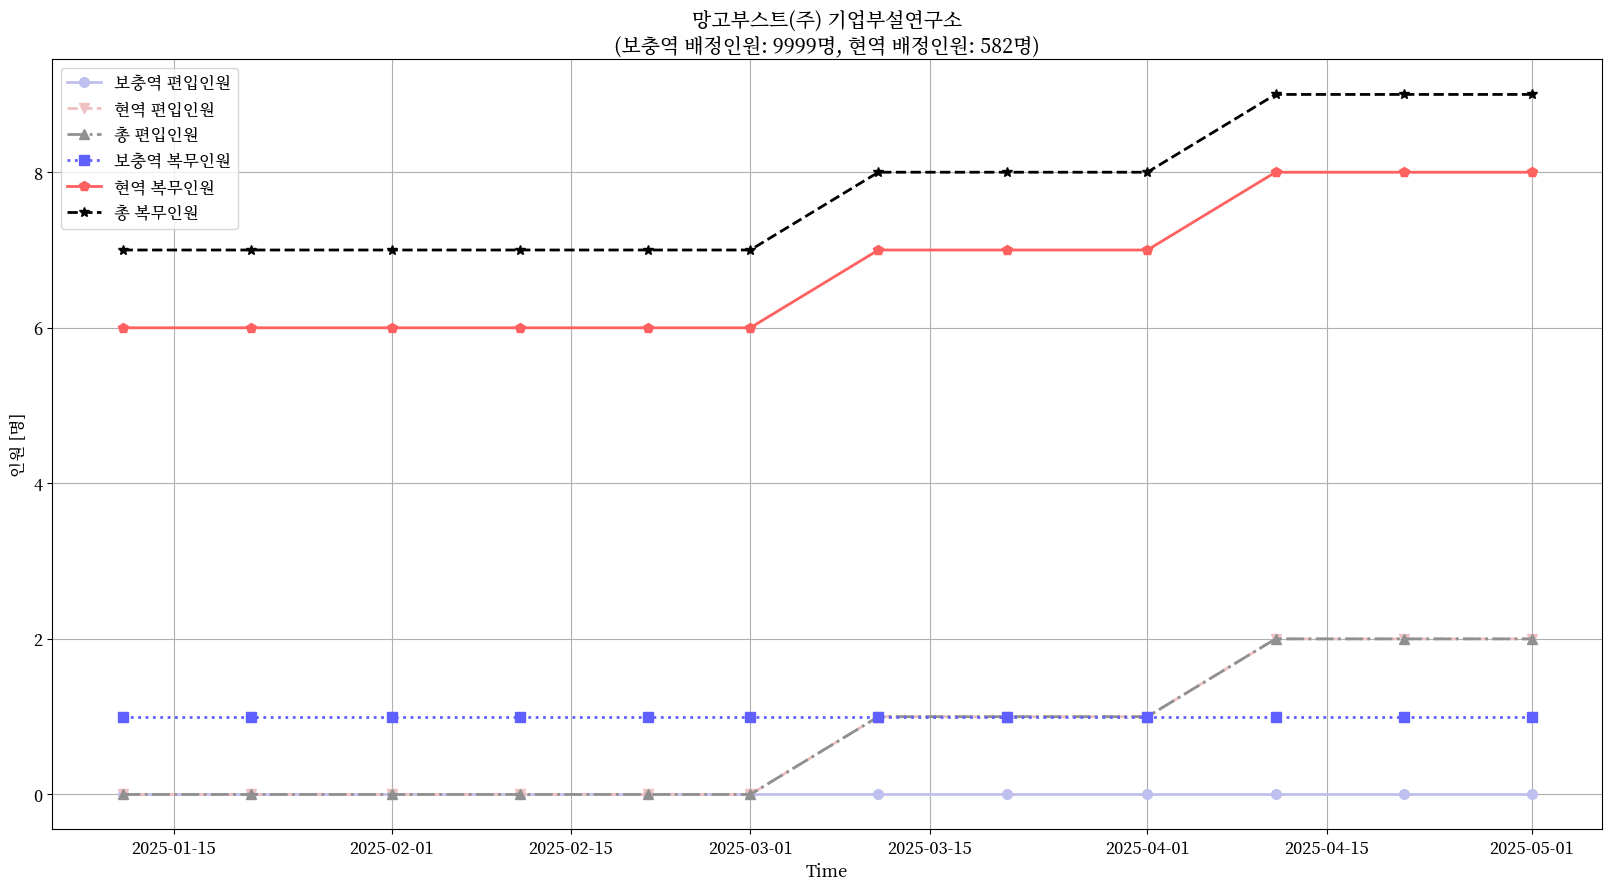 망고부스트(주) 기업부설연구소
(보충역 배정인원: 9999명, 현역 배정인원: 582명)
보충역 편입인원
현역 편입인원
총 편입인원
보충역 복무인원
현역 복무인원
총 복무인원
인원 [명]
8
6
4
2
0
2025-01-15
2025-02-01
2025-02-15
2025-03-01
2025-03-15
2025-04-01
2025-04-15
2025-05-01
Time